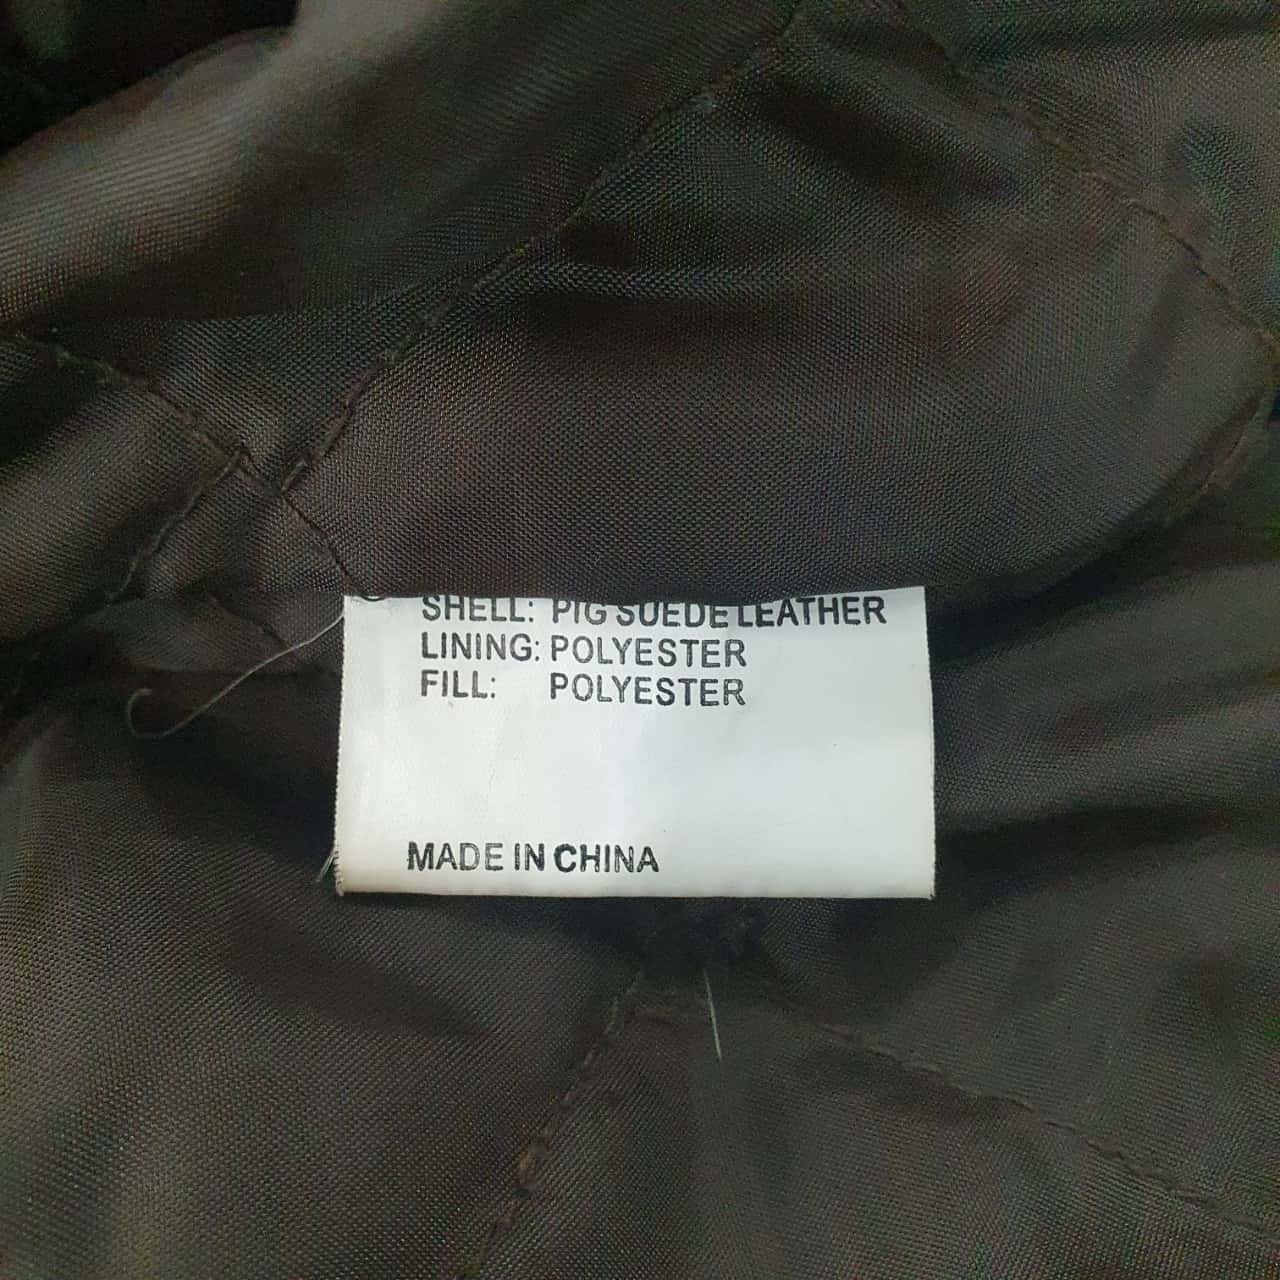 SHELL: PIG SUEDE LEATHER
LINING: POLYESTER
FILL: POLYESTER
MADE IN CHINA